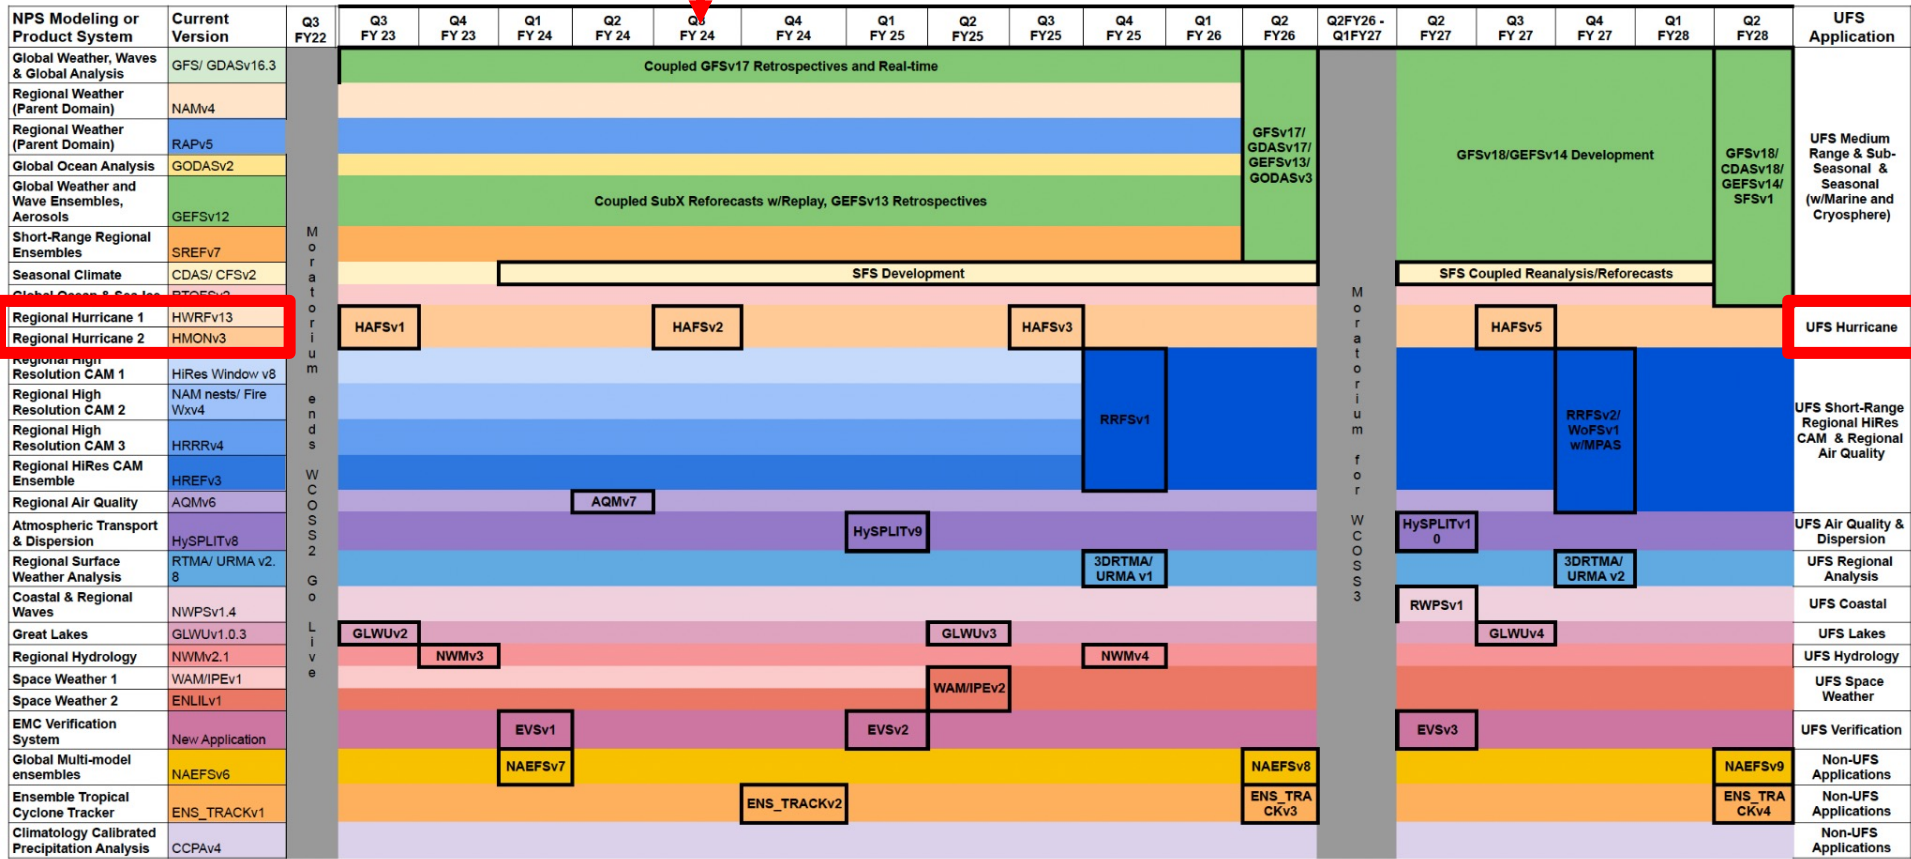 NPS Modeling or
Product System
Current
Version
Q3
FY22
Q3
FY 23
Q4
FY 23
Q1
FY 24
Q2
FY 24
Q3
FY 24
Q4
FY 24
Q1
FY 25
Q2
FY25
Q3
FY 25
Q4
FY 25
Q1
FY 26
Q2
FY26
Q2FY26 -
Q1FY27
Q2
FY27
Q3
FY 27
Q4
FY 27
Q1
FY28
Q2
FY28
UFS
Application
Global Weather, Waves
& Global Analysis
GFS/ GDASv16.3
Coupled GFSv17 Retrospectives and Real-time
Regional Weather
(Parent Domain)
NAMv4
Regional Weather
(Parent Domain)
RAPv5
Global Ocean Analysis
GODASv2
Global Weather and
Wave Ensembles,
Aerosols
GEFSv12
Coupled SubX Reforecasts w/Replay, GEFSv13 Retrospectives
Short-Range Regional
Ensembles
SREFv7
GFSv17/
GDASv17/
GEFSv13/
GODASv3
GFSv18/GEFSv14 Development
GFSv18/
CDASv18/
GEFSv14/
SFSv1
UFS Medium
Range & Sub-
Seasonal &
Seasonal
(w/Marine and
Cryosphere)
Seasonal Climate
CDAS/ CFSv2
SFS Development
SFS Coupled Reanalysis/Reforecasts
Global Ocean & Sea Ice
RTOFSv2
Moratorium ends WCOSS2 Go Live
Moratorium for WCOSS3
Regional Hurricane 1
HWRFv13
Regional Hurricane 2
HMONv3
HAFSv1
HAFSv2
HAFSv3
HAFSv5
UFS Hurricane
Regional High
Resolution CAM 1
HiRes Window v8
Regional High
Resolution CAM 2
NAM nests/ Fire
Wxv4
Regional High
Resolution CAM 3
HRRRv4
Regional HiRes CAM
Ensemble
HREFv3
RRFSv1
RRFSv2/
WoFSv1
w/MPAS
UFS Short-Range
Regional HiRes
CAM & Regional
Air Quality
Regional Air Quality
AQMv6
AQMv7
Atmospheric Transport
& Dispersion
HySPLITv8
HySPLITv9
HySPLITv1
0
UFS Air Quality &
Dispersion
Regional Surface
Weather Analysis
RTMA/ URMA v2.
8
3DRTMA/
URMA v1
3DRTMA/
URMA v2
UFS Regional
Analysis
Coastal & Regional
Waves
NWPSv1.4
RWPSv1
UFS Coastal
Great Lakes
GLWUv1.0.3
GLWUv2
GLWUv3
GLWUv4
UFS Lakes
Regional Hydrology
NWMv2.1
NWMv3
NWMv4
UFS Hydrology
Space Weather 1
WAM/IPEv1
Space Weather 2
ENLILv1
WAM/IPEv2
UFS Space
Weather
EMC Verification
System
New Application
EVSv1
EVSv2
EVSv3
UFS Verification
Global Multi-model
ensembles
NAEFSv6
NAEFSv7
NAEFSv8
NAEFSv9
Non-UFS
Applications
Ensemble Tropical
Cyclone Tracker
ENS_TRACKv1
ENS_TRACKv2
ENS_TRA
CKv3
ENS_TRA
CKv4
Non-UFS
Applications
Climatology Calibrated
Precipitation Analysis
CCPAv4
Non-UFS
Applications